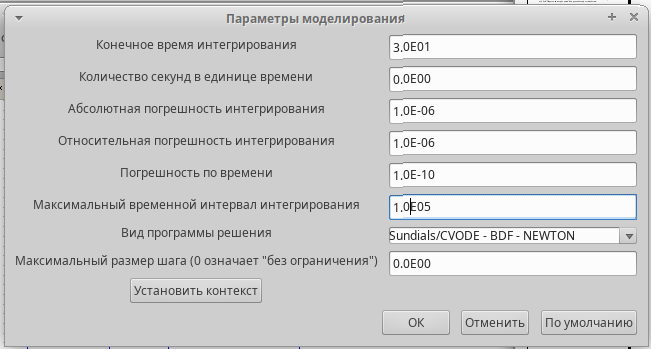 Параметры моделирования
Конечное время интегрирования 3.0E01
Количество секунд в единице времени 0.0E00
Абсолютная погрешность интегрирования 1.0E-06
Относительная погрешность интегрирования 1.0E-06
Погрешность по времени 1.0E-10
Максимальный временной интервал интегрирования 1.0E05
Вид программы решения Sundials/CVODE - BDF - NEWTON
Максимальный размер шага (0 означает "без ограничения") 0.0E00
Установить контекст
ОК Отменить По умолчанию